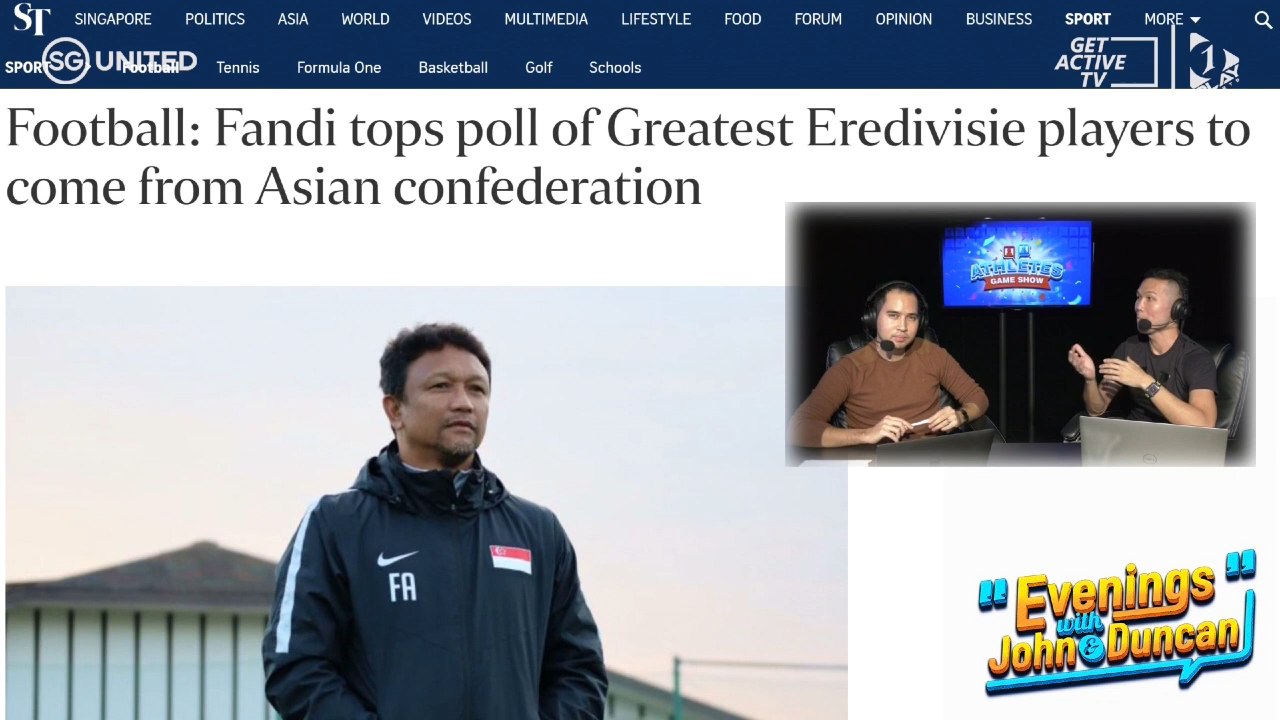 ST SINGAPORE POLITICS ASIA WORLD VIDEOS MULTIMEDIA LIFESTYLE FOOD FORUM OPINION BUSINESS SPORT MORE
SG UNITED
GET
ACTIVE
TV
SPORT Football Tennis Formula One Basketball Golf Schools
Football: Fandi tops poll of Greatest Eredivisie players to
come from Asian confederation
ATHLETES
GAME SHOW
FA
"Evenings"
with
John & Duncan